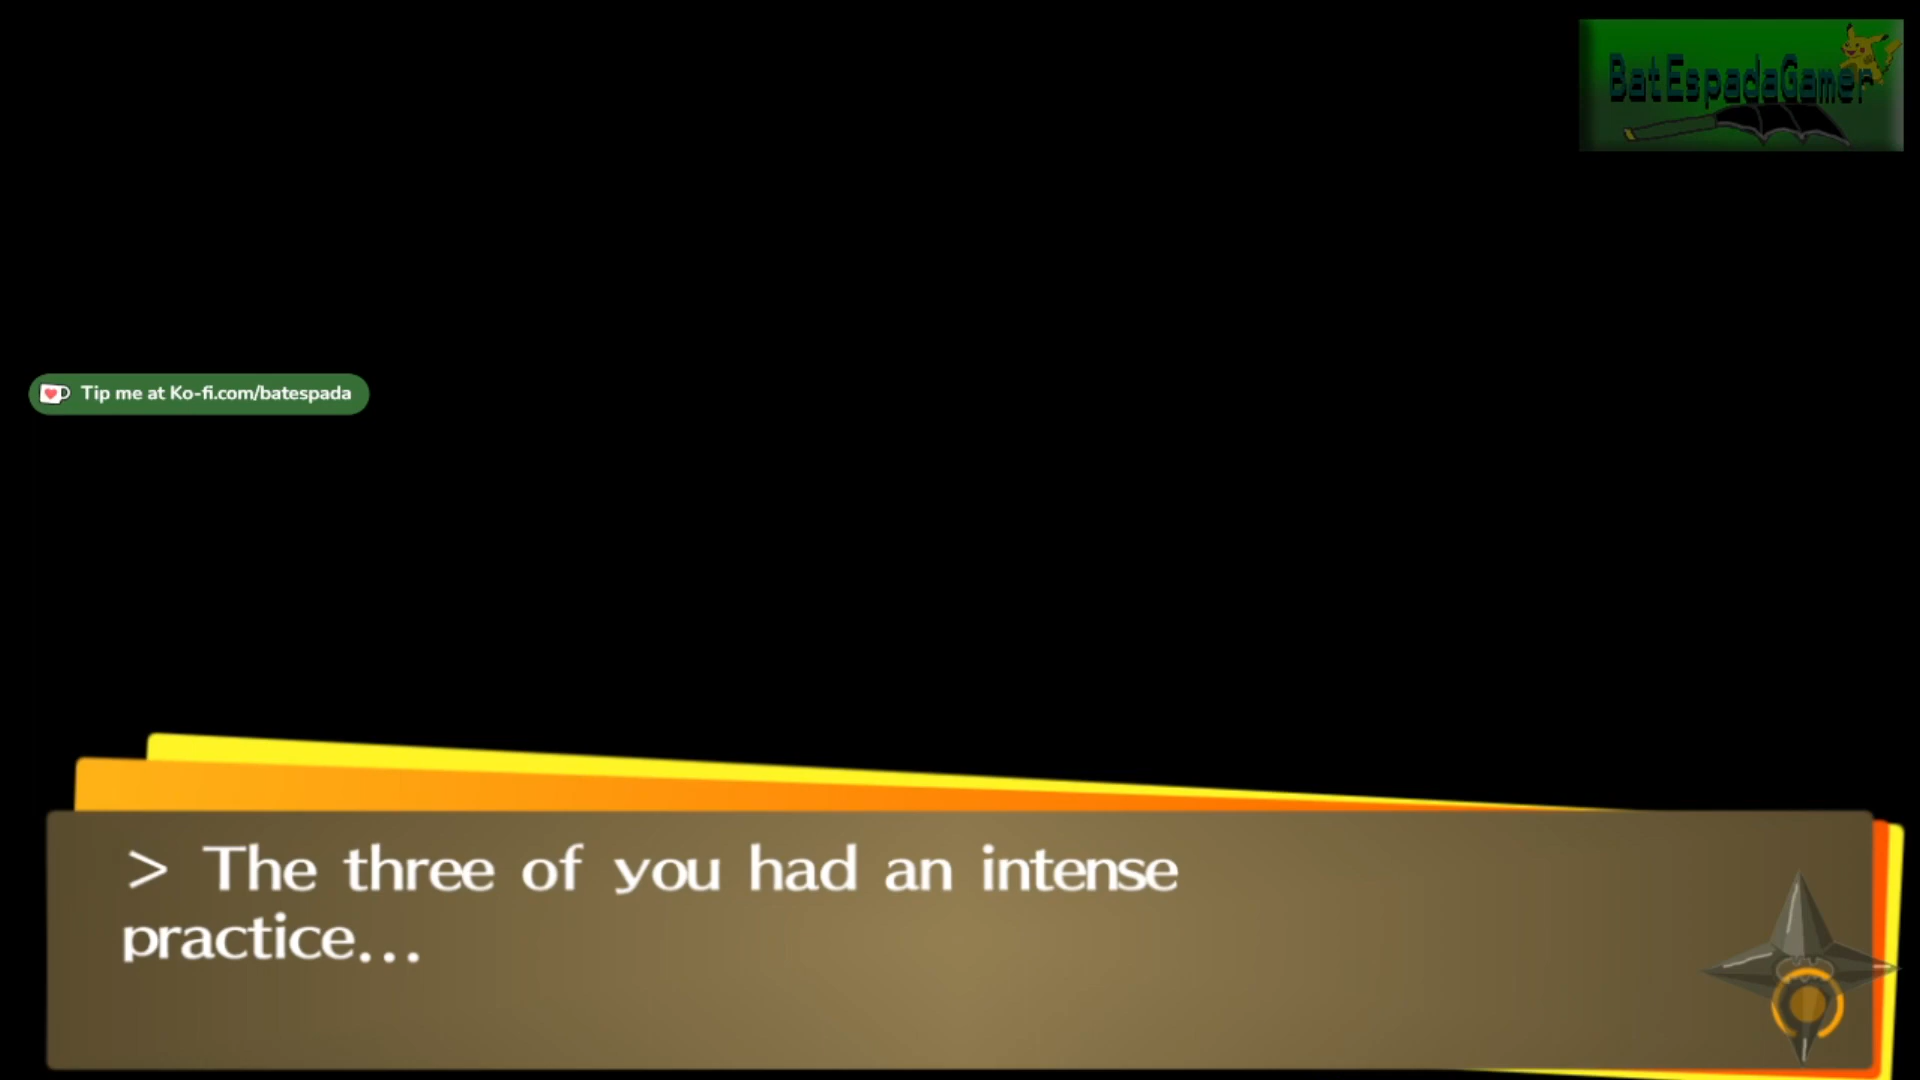 BatEspadaGamer
Tip me at Ko-fi.com/batespada
> The three of you had an intense
practice...